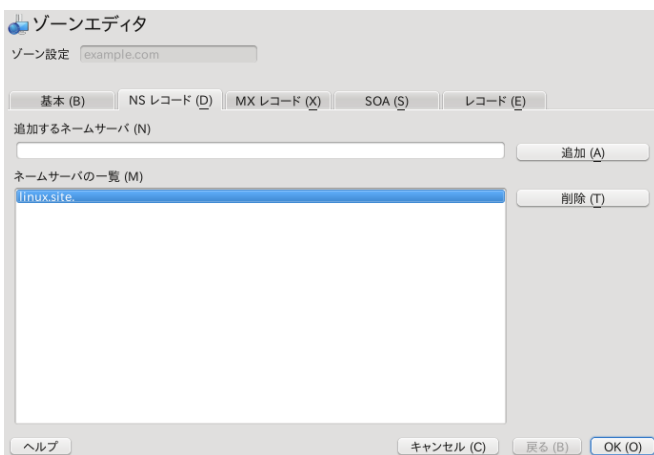 ゾーンエディタ
ゾーン設定 example.com
基本 (B) NS レコード (D) MX レコード (X) SOA (S) レコード (E)
追加するネームサーバ (N)
追加 (A)
ネームサーバの一覧 (M)
linux.site.
削除 (T)
ヘルプ キャンセル (C) 戻る (B) OK (O)